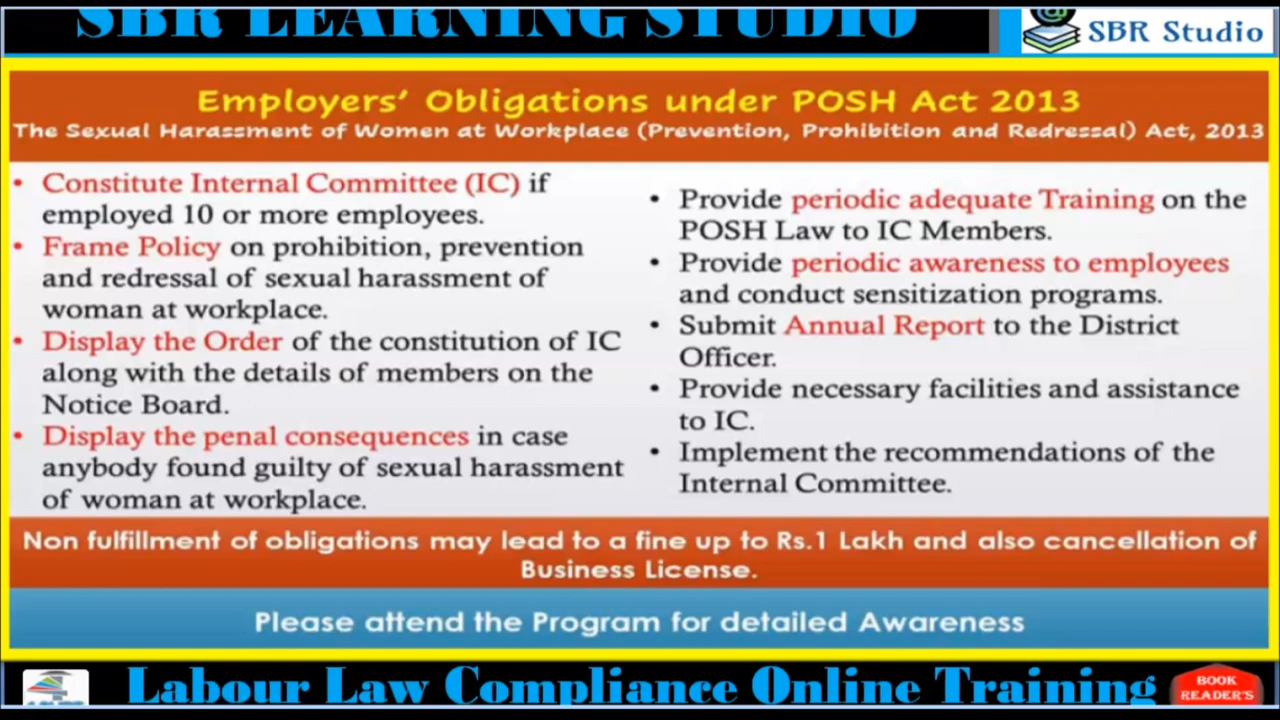 SBR LEARNING STUDIO
SBR Studio
Employers' Obligations under POSH Act 2013
The Sexual Harassment of Women at Workplace (Prevention, Prohibition and Redressal) Act, 2013
• Constitute Internal Committee (IC) if
employed 10 or more employees.
• Frame Policy on prohibition, prevention
and redressal of sexual harassment of
woman at workplace.
• Display the Order of the constitution of IC
along with the details of members on the
Notice Board.
• Display the penal consequences in case
anybody found guilty of sexual harassment
of woman at workplace.
• Provide periodic adequate Training on the
POSH Law to IC Members.
• Provide periodic awareness to employees
and conduct sensitization programs.
• Submit Annual Report to the District
Officer.
• Provide necessary facilities and assistance
to IC.
• Implement the recommendations of the
Internal Committee.
Non fulfillment of obligations may lead to a fine up to Rs.1 Lakh and also cancellation of
Business License.
Please attend the Program for detailed Awareness
Labour Law Compliance Online Training
BOOK
READER'S